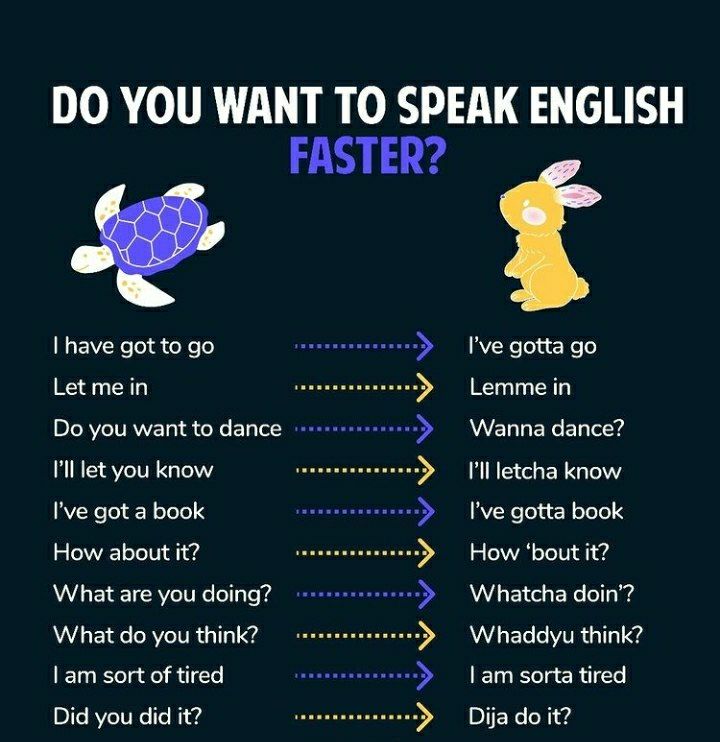 DO YOU WANT TO SPEAK ENGLISH
FASTER?
I have got to go I've gotta go
Let me in Lemme in
Do you want to dance Wanna dance?
I'll let you know I'll letcha know
I've got a book I've gotta book
How about it? How ‘bout it?
What are you doing? Whatcha doin’?
What do you think? Whaddyu think?
I am sort of tired I am sorta tired
Did you did it? Dija do it?